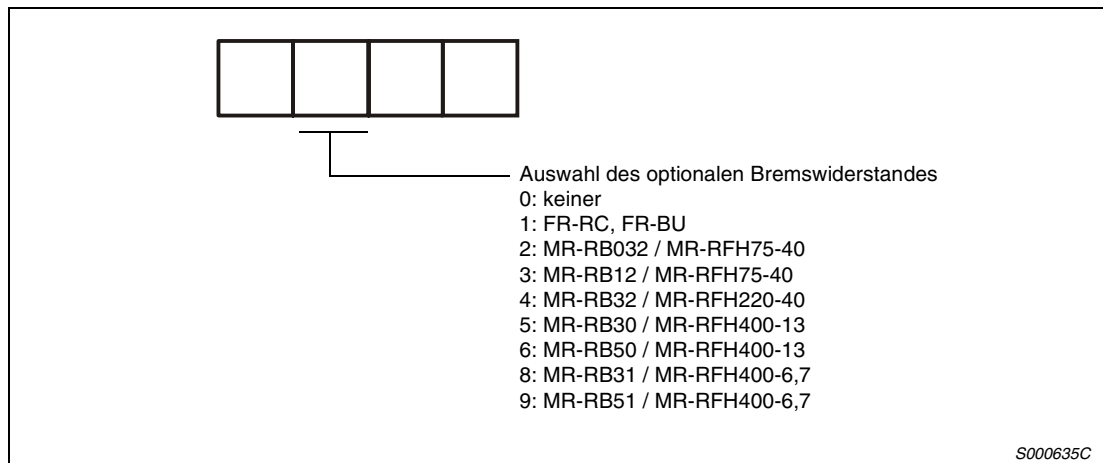 Auswahl des optionalen Bremswiderstandes
0: keiner
1: FR-RC, FR-BU
2: MR-RB032 / MR-RFH75-40
3: MR-RB12 / MR-RFH75-40
4: MR-RB32 / MR-RFH220-40
5: MR-RB30 / MR-RFH400-13
6: MR-RB50 / MR-RFH400-13
8: MR-RB31 / MR-RFH400-6,7
9: MR-RB51 / MR-RFH400-6,7
S000635C